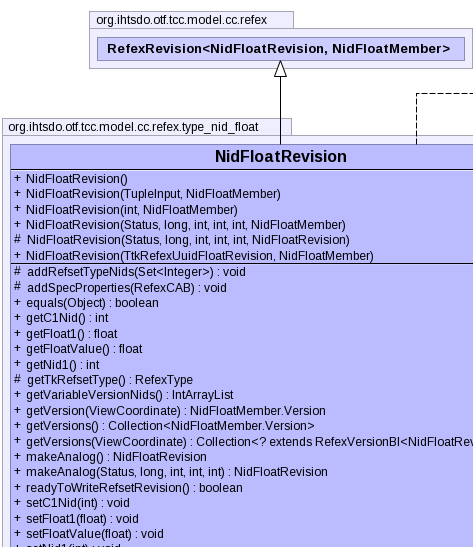 org.ihtsdo.otf.tcc.model.cc.refex
RefexRevision<NidFloatRevision, NidFloatMember>
org.ihtsdo.otf.tcc.model.cc.refex.type_nid_float
NidFloatRevision
+ NidFloatRevision()
+ NidFloatRevision(TupleInput, NidFloatMember)
+ NidFloatRevision(int, NidFloatMember)
+ NidFloatRevision(Status, long, int, int, int, NidFloatMember)
# NidFloatRevision(Status, long, int, int, int, NidFloatRevision)
+ NidFloatRevision(TtkRefexUuidFloatRevision, NidFloatMember)
# addRefsetTypeNids(Set<Integer>) : void
# addSpecProperties(RefexCAB) : void
+ equals(Object) : boolean
+ getC1Nid() : int
+ getFloat1() : float
+ getFloatValue() : float
+ getNid1() : int
# getTkRefsetType() : RefexType
+ getVariableVersionNids() : IntArrayList
+ getVersion(ViewCoordinate) : NidFloatMember.Version
+ getVersions() : Collection<NidFloatMember.Version>
+ getVersions(ViewCoordinate) : Collection<? extends RefexVersionBI<NidFloatRev
+ makeAnalog() : NidFloatRevision
+ makeAnalog(Status, long, int, int, int) : NidFloatRevision
+ readyToWriteRefsetRevision() : boolean
+ setC1Nid(int) : void
+ setFloat1(float) : void
+ setFloatValue(float) : void
+ setNid1(int) : void